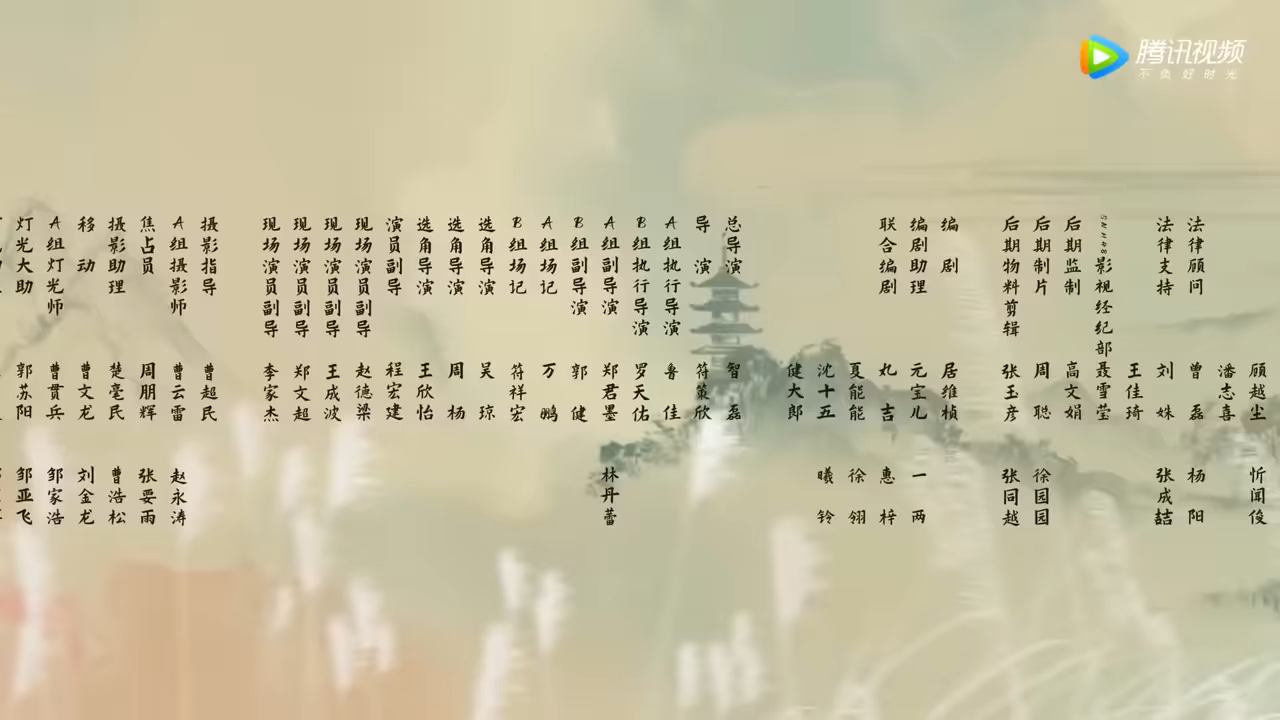 腾讯视频
不负好时光
顾越尘 忻闻俊
潘志喜
法律顾问 曾磊 杨阳
法律支持 刘姝 张成喆
王佳琦
影视经纪部 聂雪莹
后期监制 高文娟
后期制片 周聪 徐园园
后期物料剪辑 张玉彦 张同越
编剧 居维桢
编剧助理 元宝儿 一两
联合编剧 丸吉 惠梓
夏能能 徐翎
沈十五 曦铃
健大郎
总导演 智磊
导演 符策欣
A组执行导演 鲁佳
B组执行导演 罗天佑
A组副导演 郑君墨 林丹蕾
B组副导演 郭健
A组场记 万鹏
B组场记 符祥宏
选角导演 吴琼
选角导演 周杨
选角导演 王欣怡
演员副导 程宏建
现场演员副导 赵德梁
现场演员副导 王成波
现场演员副导 郑文超
现场演员副导 李家杰
摄影指导 曹超民
A组摄影师 曹云雷 赵永涛
焦点员 周朋辉 张要雨
摄影助理 楚亳民 曹浩松
移动 曹文龙 刘金龙
A组灯光师 曹贯兵 邹家浩
灯光大助 郭苏阳 邹亚飞